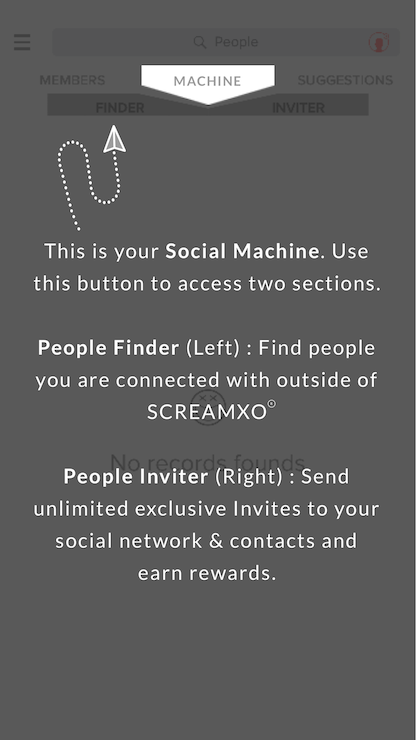 People
MEMBERS MACHINE SUGGESTIONS
FINDER INVITER
This is your Social Machine. Use
this button to access two sections.
People Finder (Left) : Find people
you are connected with outside of
SCREAMXO©
No records founds
People Inviter (Right) : Send
unlimited exclusive Invites to your
social network & contacts and
earn rewards.